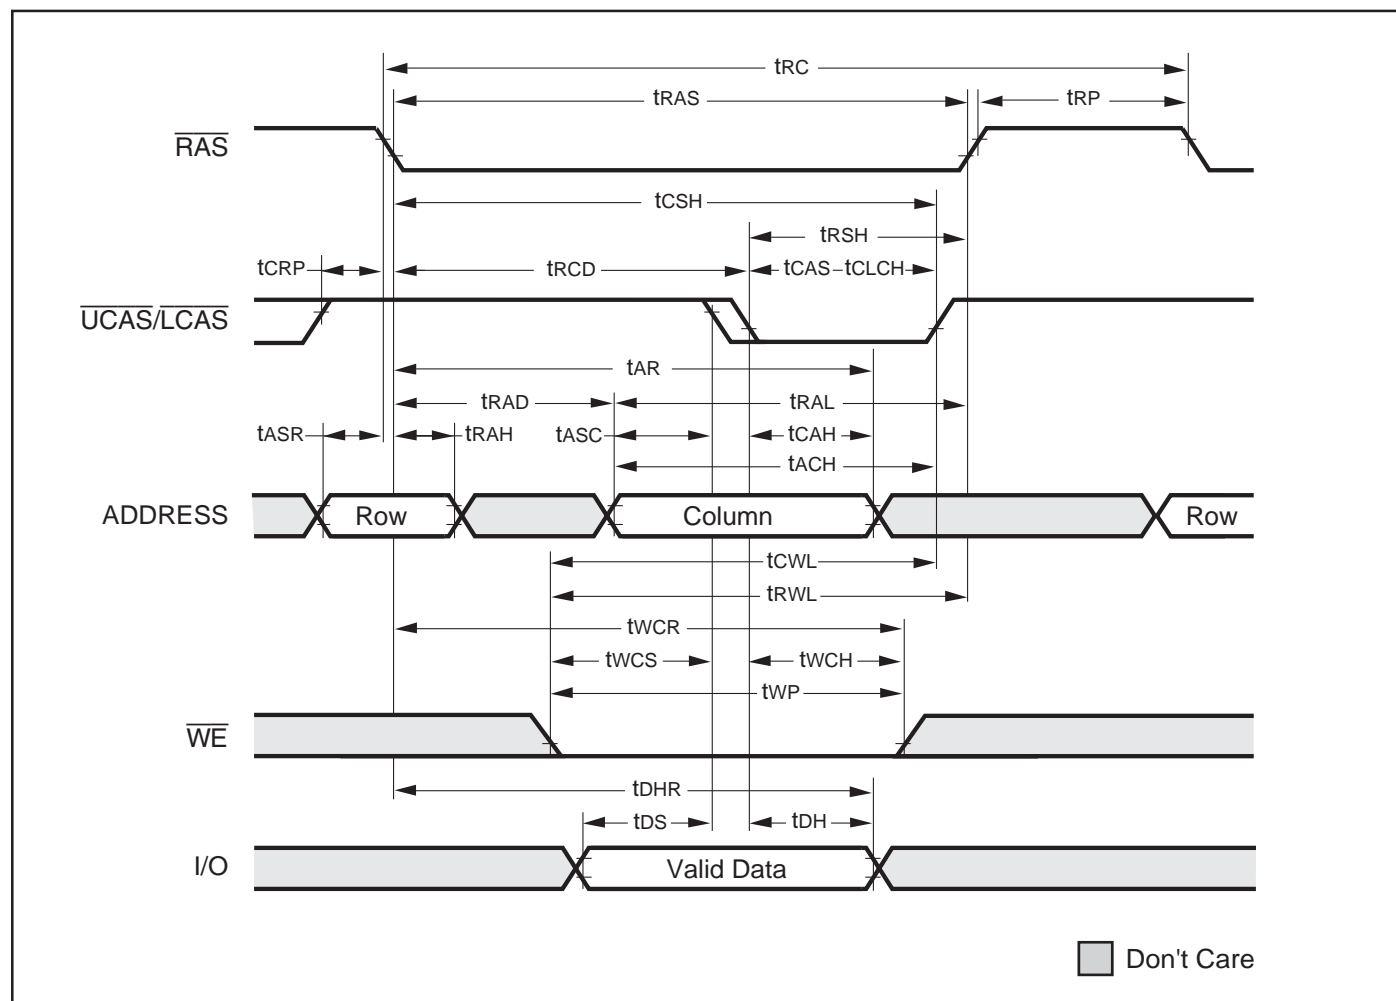 tRC
tRAS tRP
RAS
tCSH
tRSH
tCRP tRCD tCAS tCLCH
UCAS/LCAS
tAR
tRAD tRAL
tASR tRAH tASC tCAH
tACH
ADDRESS Row Column Row
tCWL
tRWL
tWCR
tWCS tWCH
tWP
WE
tDHR
tDS tDH
I/O Valid Data
Don't Care